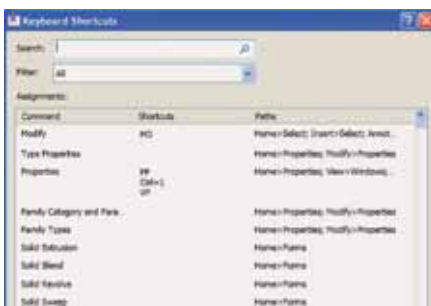 Keyboard Shortcuts
Search:
Filter: All
Assignments:
Command Shortcuts Paths
Modify MD Home>Select; Insert>Select; Annot...
Type Properties Home>Properties; Modify>Properties
Properties PP Home>Properties; View>Windows;...
Ctrl+1
VP
Family Category and Para... Home>Properties; Modify>Properties
Family Types Home>Properties; Modify>Properties
Solid Extrusion Home>Forms
Solid Blend Home>Forms
Solid Revolve Home>Forms
Solid Sweep Home>Forms